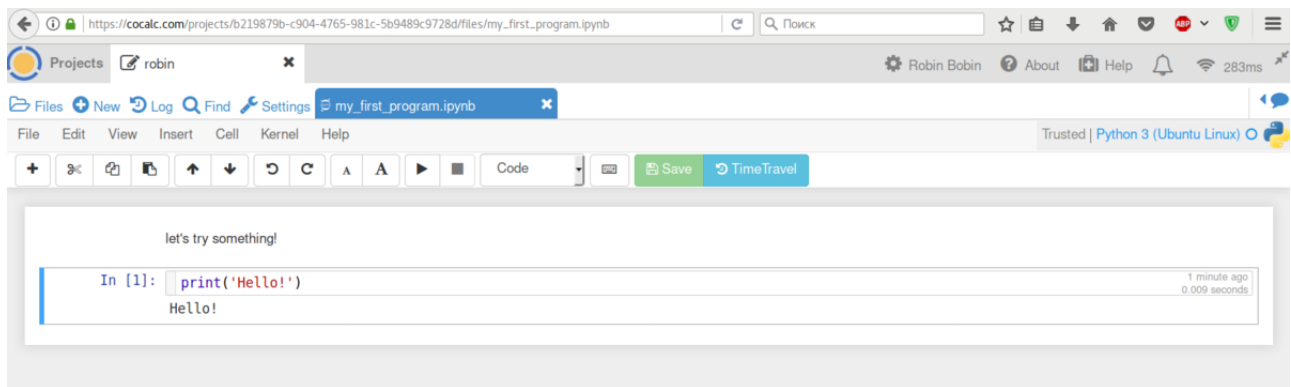 https://cocalc.com/projects/b219879b-c904-4765-981c-5b9489c9728d/files/my_first_program.ipynb Поиск ABP
Projects robin Robin Bobin About Help 283ms
Files New Log Find Settings my_first_program.ipynb
File Edit View Insert Cell Kernel Help Trusted | Python 3 (Ubuntu Linux)
A A Code Save TimeTravel
let's try something!
In [1]: print('Hello!') 1 minute ago
0.009 seconds
Hello!